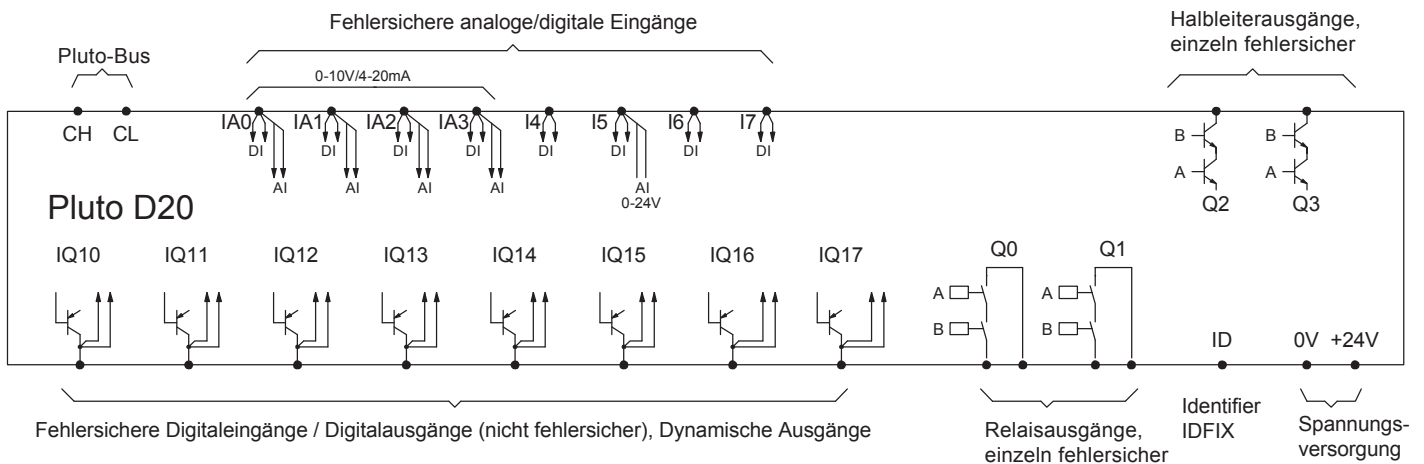 Fehlersichere analoge/digitale Eingänge
Halbleiterausgänge,
einzeln fehlersicher
Pluto-Bus
0-10V/4-20mA
CH CL IA0 IA1 IA2 IA3 I4 I5 I6 I7
DI DI DI DI DI DI DI DI
AI AI AI AI AI
0-24V
B B
A A
Q2 Q3
Pluto D20
IQ10 IQ11 IQ12 IQ13 IQ14 IQ15 IQ16 IQ17 Q0 Q1
A A
B B
ID 0V +24V
Fehlersichere Digitaleingänge / Digitalausgänge (nicht fehlersicher), Dynamische Ausgänge
Relaisausgänge,
einzeln fehlersicher
Identifier
IDFIX
Spannungs-
versorgung